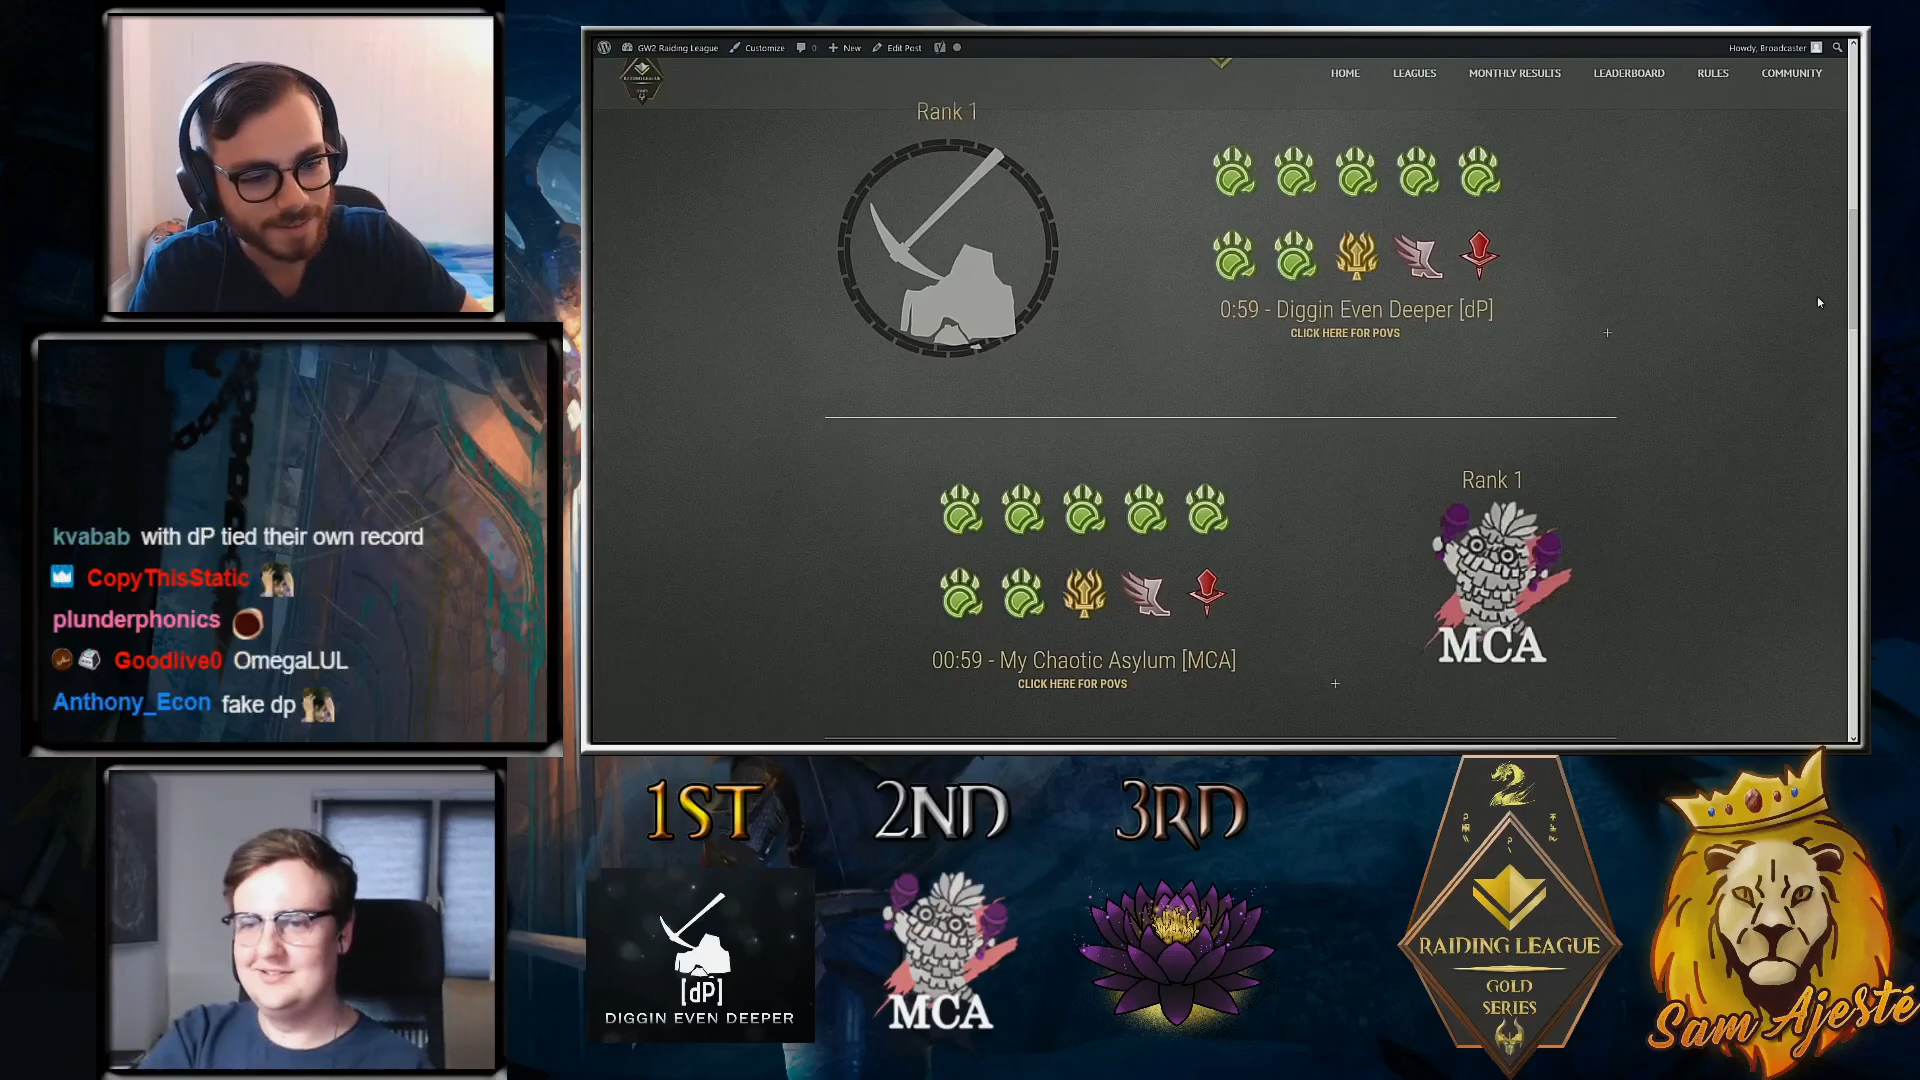 GW2 Raiding League Customize 0 New Edit Post Howdy, Broadcaster
HOME LEAGUES MONTHLY RESULTS LEADERBOARD RULES COMMUNITY
Rank 1
0:59 - Diggin Even Deeper [dP]
CLICK HERE FOR POVS
Rank 1
MCA
00:59 - My Chaotic Asylum [MCA]
CLICK HERE FOR POVS
kvabab with dP tied their own record
CopyThisStatic
plunderphonics
Goodlive0 OmegaLUL
Anthony_Econ fake dp
1ST 2ND 3RD
[dP]
DIGGIN EVEN DEEPER
MCA
2
RAIDING LEAGUE
GOLD
SERIES
Sam Ajesté